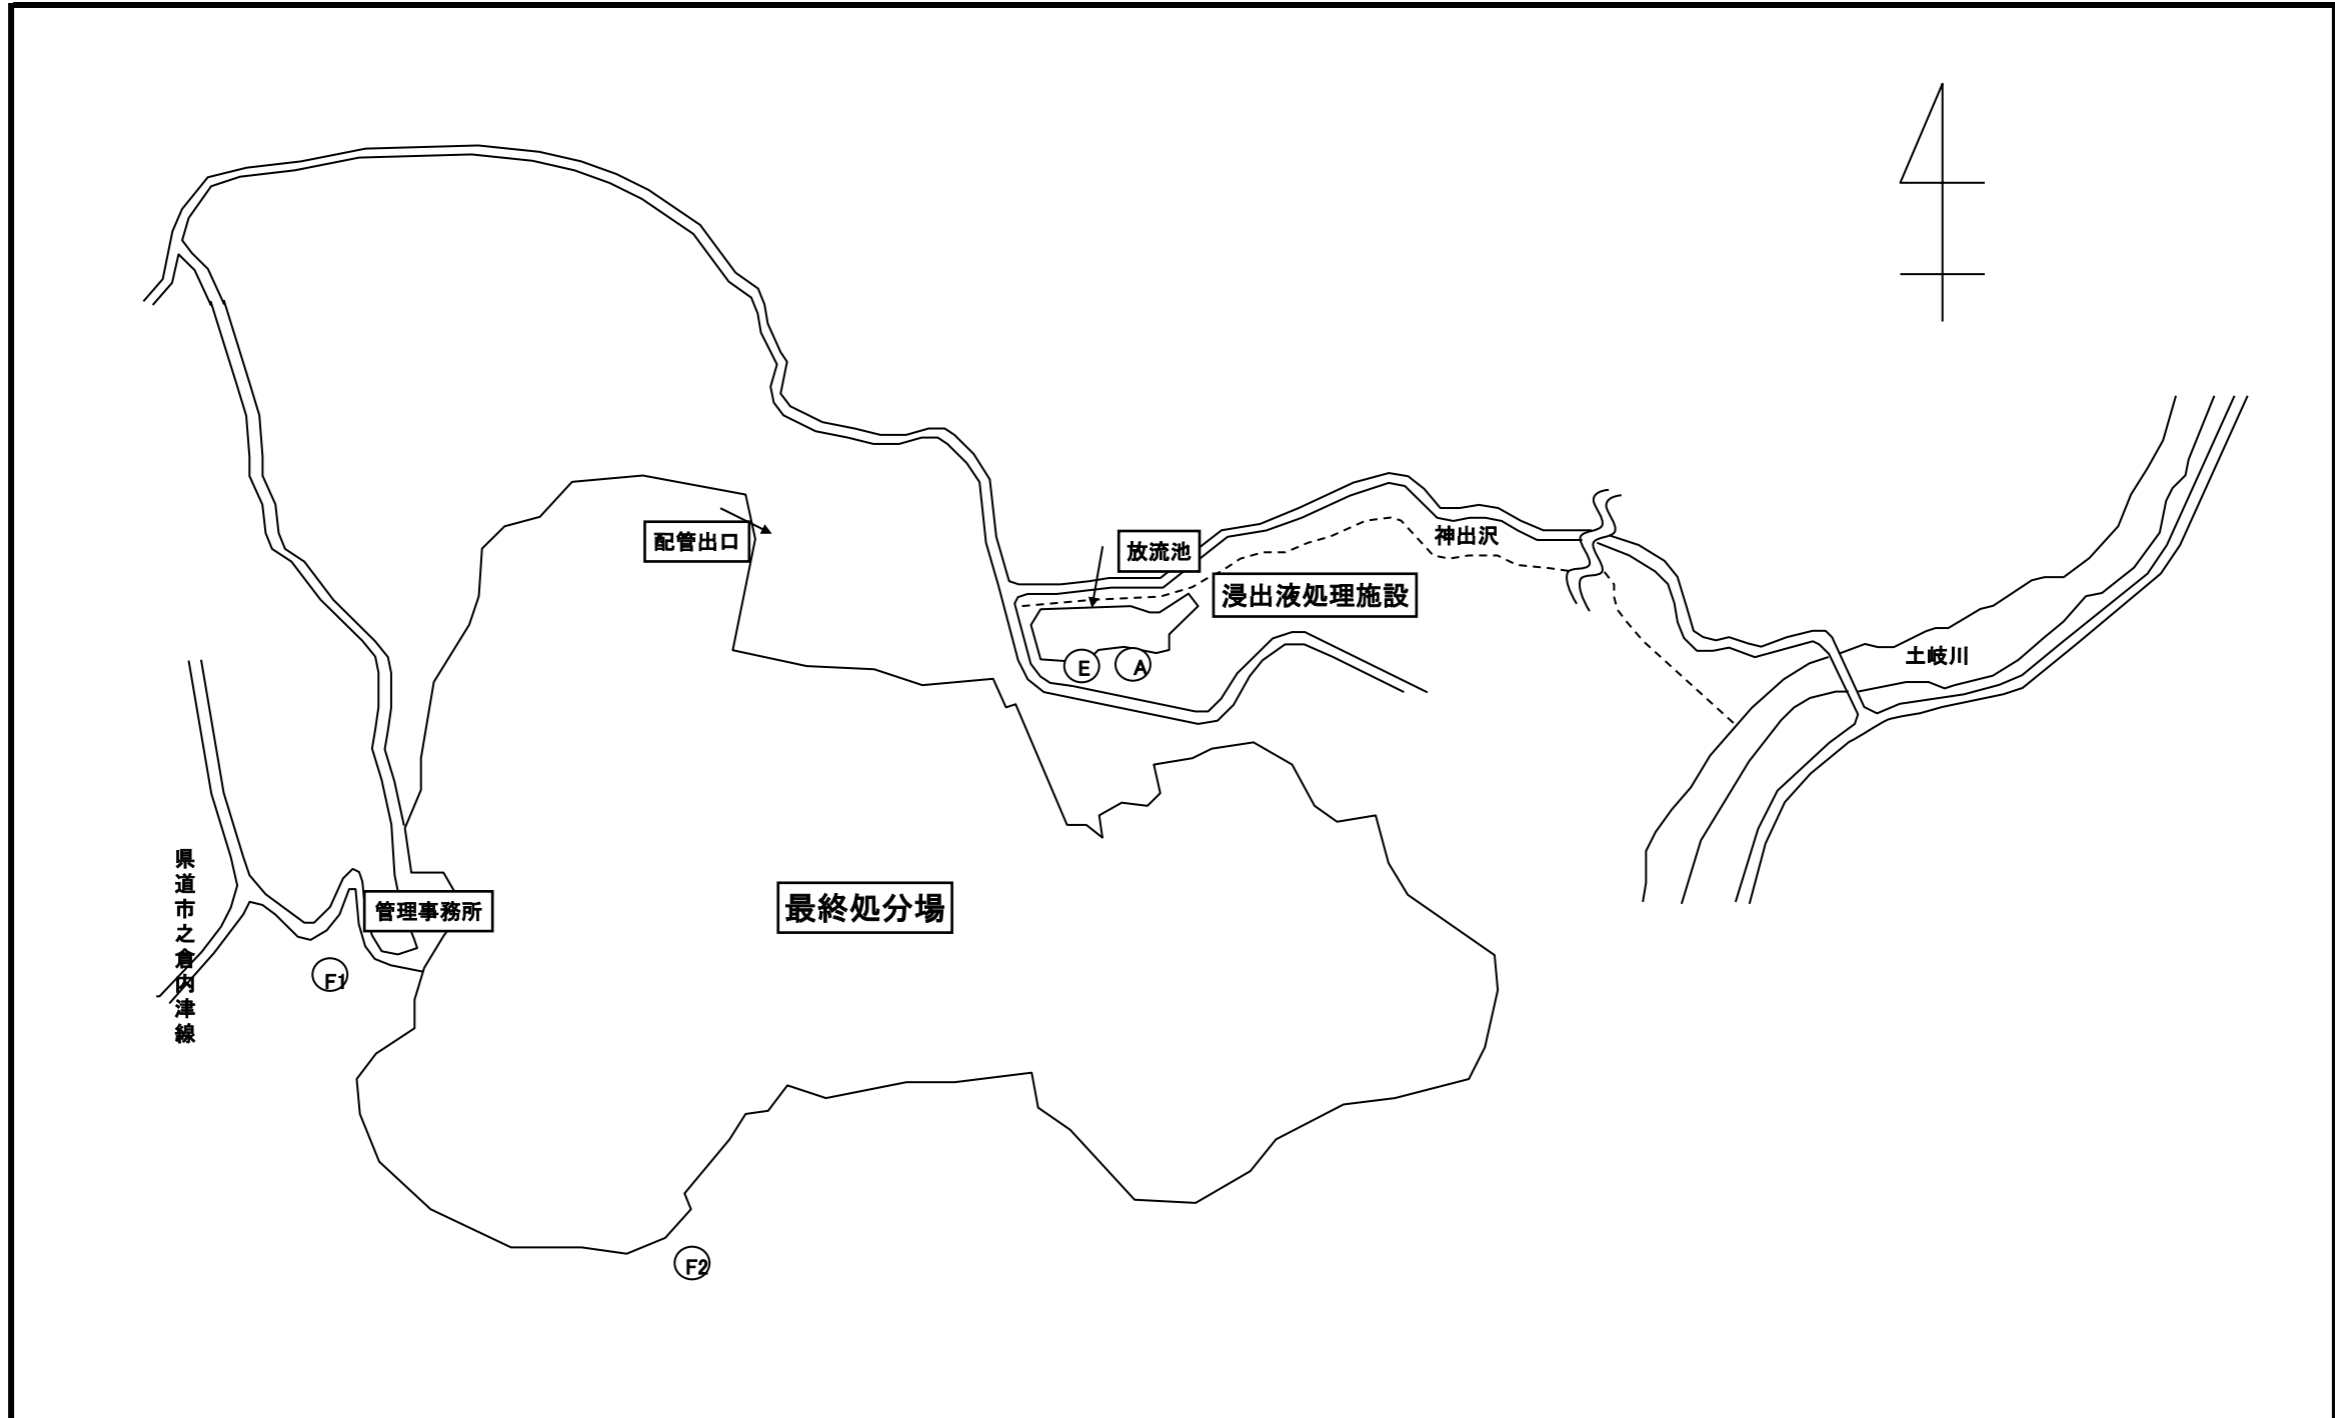 配管出口
放流池
神出沢
浸出液処理施設
土岐川
E
A
県道市之倉内津線
管理事務所
最終処分場
F1
F2